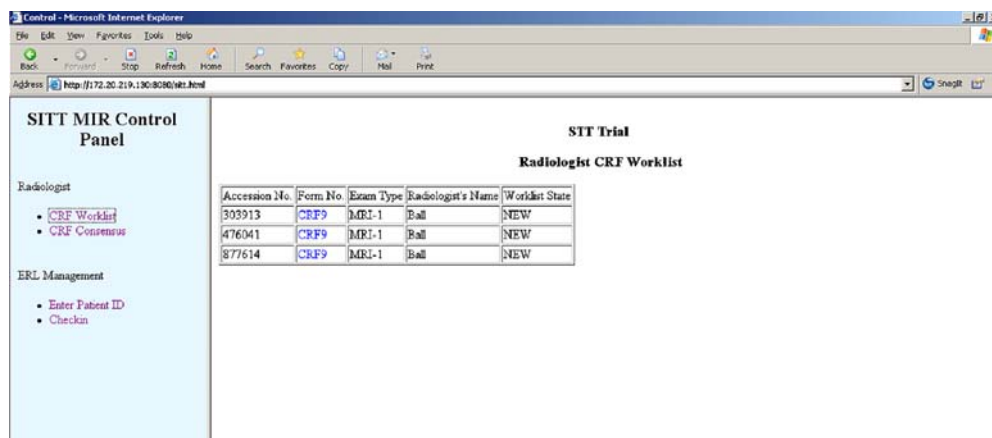 Control - Microsoft Internet Explorer
File Edit View Favorites Tools Help
Back Forward Stop Refresh Home Search Favorites Copy Mail Print
Address http://172.20.219.130:8080/sitt.html SnagIt
SITT MIR Control
Panel
Radiologist
CRF Worklist
CRF Consensus
ERL Management
Enter Patient ID
Checkin
STT Trial
Radiologist CRF Worklist
Accession No. Form No. Exam Type Radiologist's Name Worklist State
303913 CRF9 MRI-1 Ball NEW
476041 CRF9 MRI-1 Ball NEW
877614 CRF9 MRI-1 Ball NEW